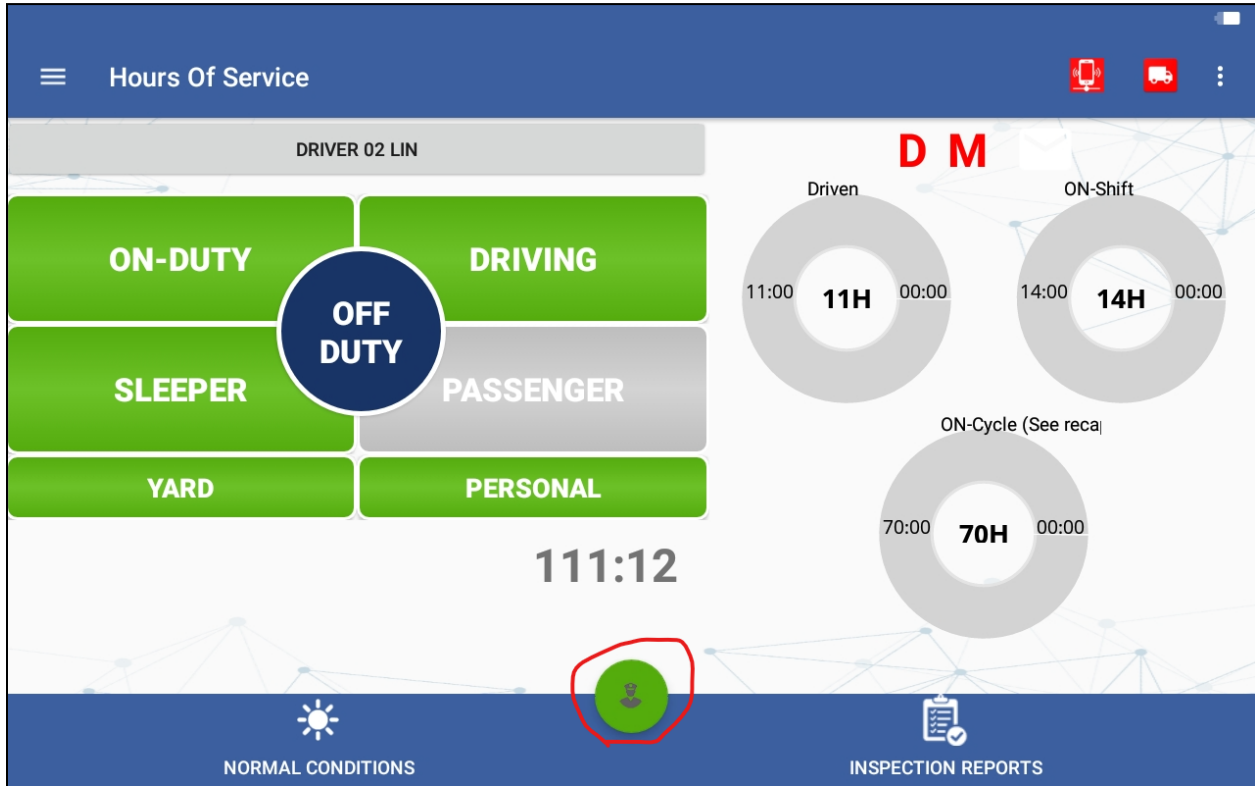 Hours Of Service
DRIVER 02 LIN
D M
ON-DUTY
DRIVING
OFF
DUTY
SLEEPER
PASSENGER
YARD
PERSONAL
111:12
Driven
11:00 11H 00:00
ON-Shift
14:00 14H 00:00
ON-Cycle (See reca
70:00 70H 00:00
NORMAL CONDITIONS
INSPECTION REPORTS